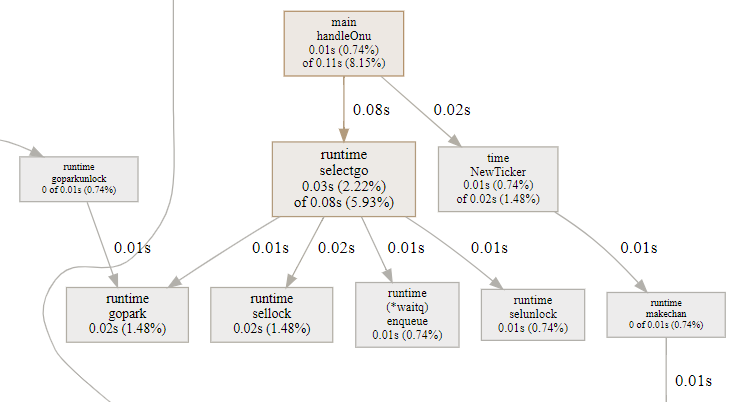 main
handleOnu
0.01s (0.74%)
of 0.11s (8.15%)
0.08s
0.02s
runtime
goparkunlock
0 of 0.01s (0.74%)
runtime
selectgo
0.03s (2.22%)
of 0.08s (5.93%)
time
NewTicker
0.01s (0.74%)
of 0.02s (1.48%)
0.01s
0.01s
0.02s
0.01s
0.01s
0.01s
runtime
gopark
0.02s (1.48%)
runtime
sellock
0.02s (1.48%)
runtime
(*waitq)
enqueue
0.01s (0.74%)
runtime
selunlock
0.01s (0.74%)
runtime
makechan
0 of 0.01s (0.74%)
0.01s